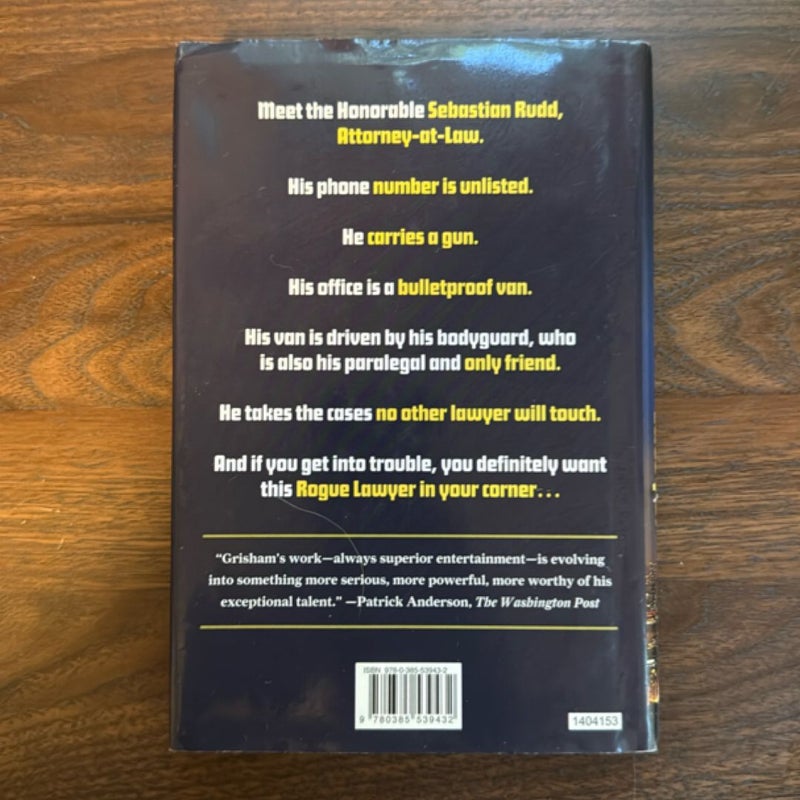 Meet the Honorable Sebastian Rudd,
Attorney-at-Law.
His phone number is unlisted.
He carries a gun.
His office is a bulletproof van.
His van is driven by his bodyguard, who
is also his paralegal and only friend.
He takes the cases no other lawyer will touch.
And if you get into trouble, you definitely want
this Rogue Lawyer in your corner...
“Grisham’s work—always superior entertainment—is evolving
into something more serious, more powerful, more worthy of his
exceptional talent.” —Patrick Anderson, The Washington Post
ISBN 978-0-385-53943-2
9 780385 539432
1404153